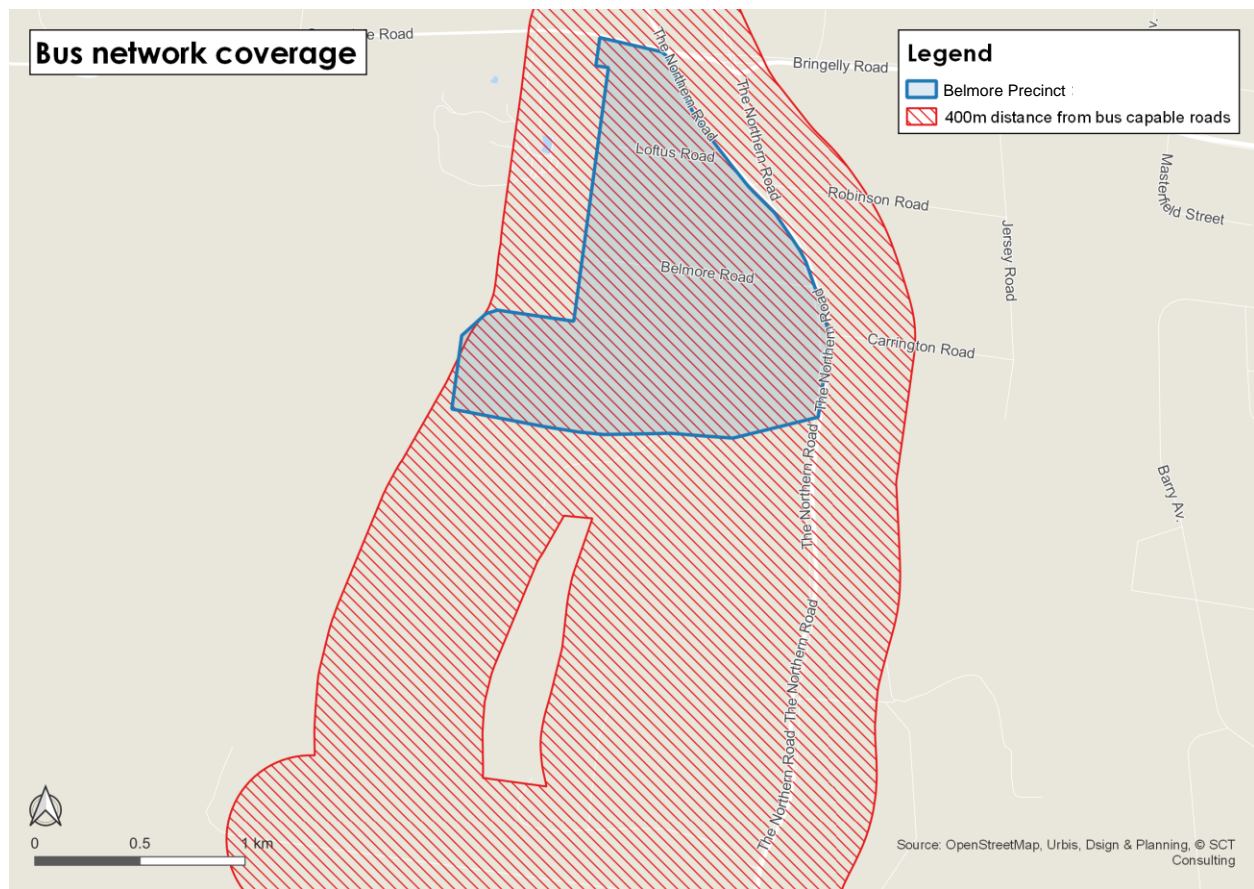 Bus network coverage
Road
Legend
Belmore Precinct
400m distance from bus capable roads
Bringelly Road
The Northern Road
The Northern Road
Loftus Road
Robinson Road
Masterfield Street
Jersey Road
Belmore Road
The Northern Road
Carrington Road
The Northern Road
Barry Av.
The Northern Road
The Northern Road
0 0.5 1 km
Source: OpenStreetMap, Urbis, Dsign & Planning, © SCT
Consulting